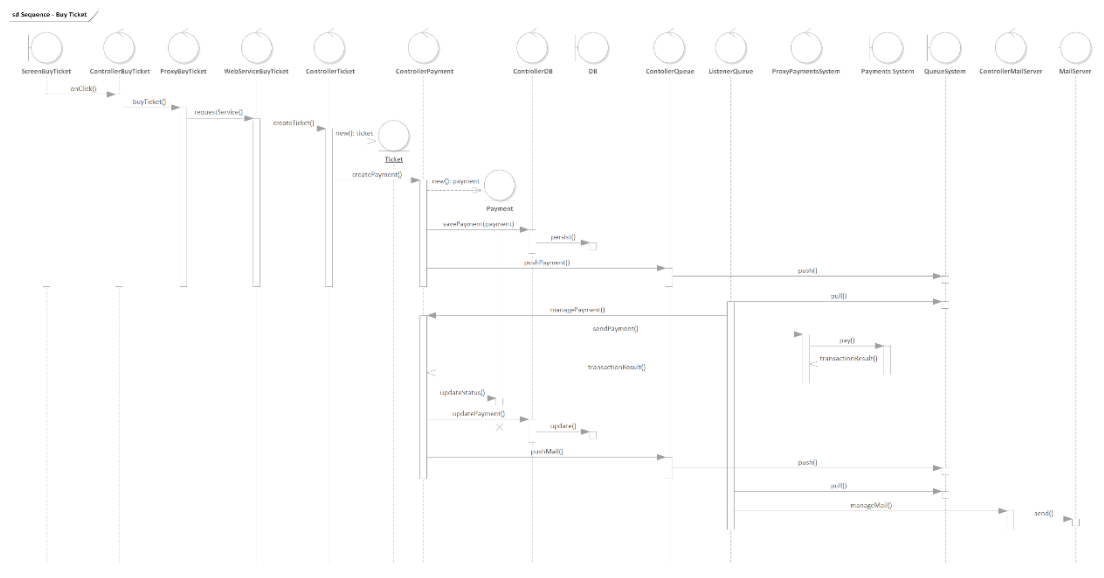 sd Sequence - Buy Ticket
ScreenBuyTicket
ControllerBuyTicket
ProxyBuyTicket
WebServiceBuyTicket
ControllerTicket
ControllerPayment
ControllerDB
DB
ContollerQueue
ListenerQueue
ProxyPaymentsSystem
Payments System
QueueSystem
ControllerMailServer
MailServer
onClick()
buyTicket()
requestService()
createTicket()
new(): ticket
Ticket
createPayment()
new(): payment
Payment
savePayment(payment)
persist()
pushPayment()
push()
pull()
managePayment()
sendPayment()
pay()
transactionResult()
transactionResult()
updateStatus()
updatePayment()
update()
pushMail()
push()
pull()
manageMail()
send()